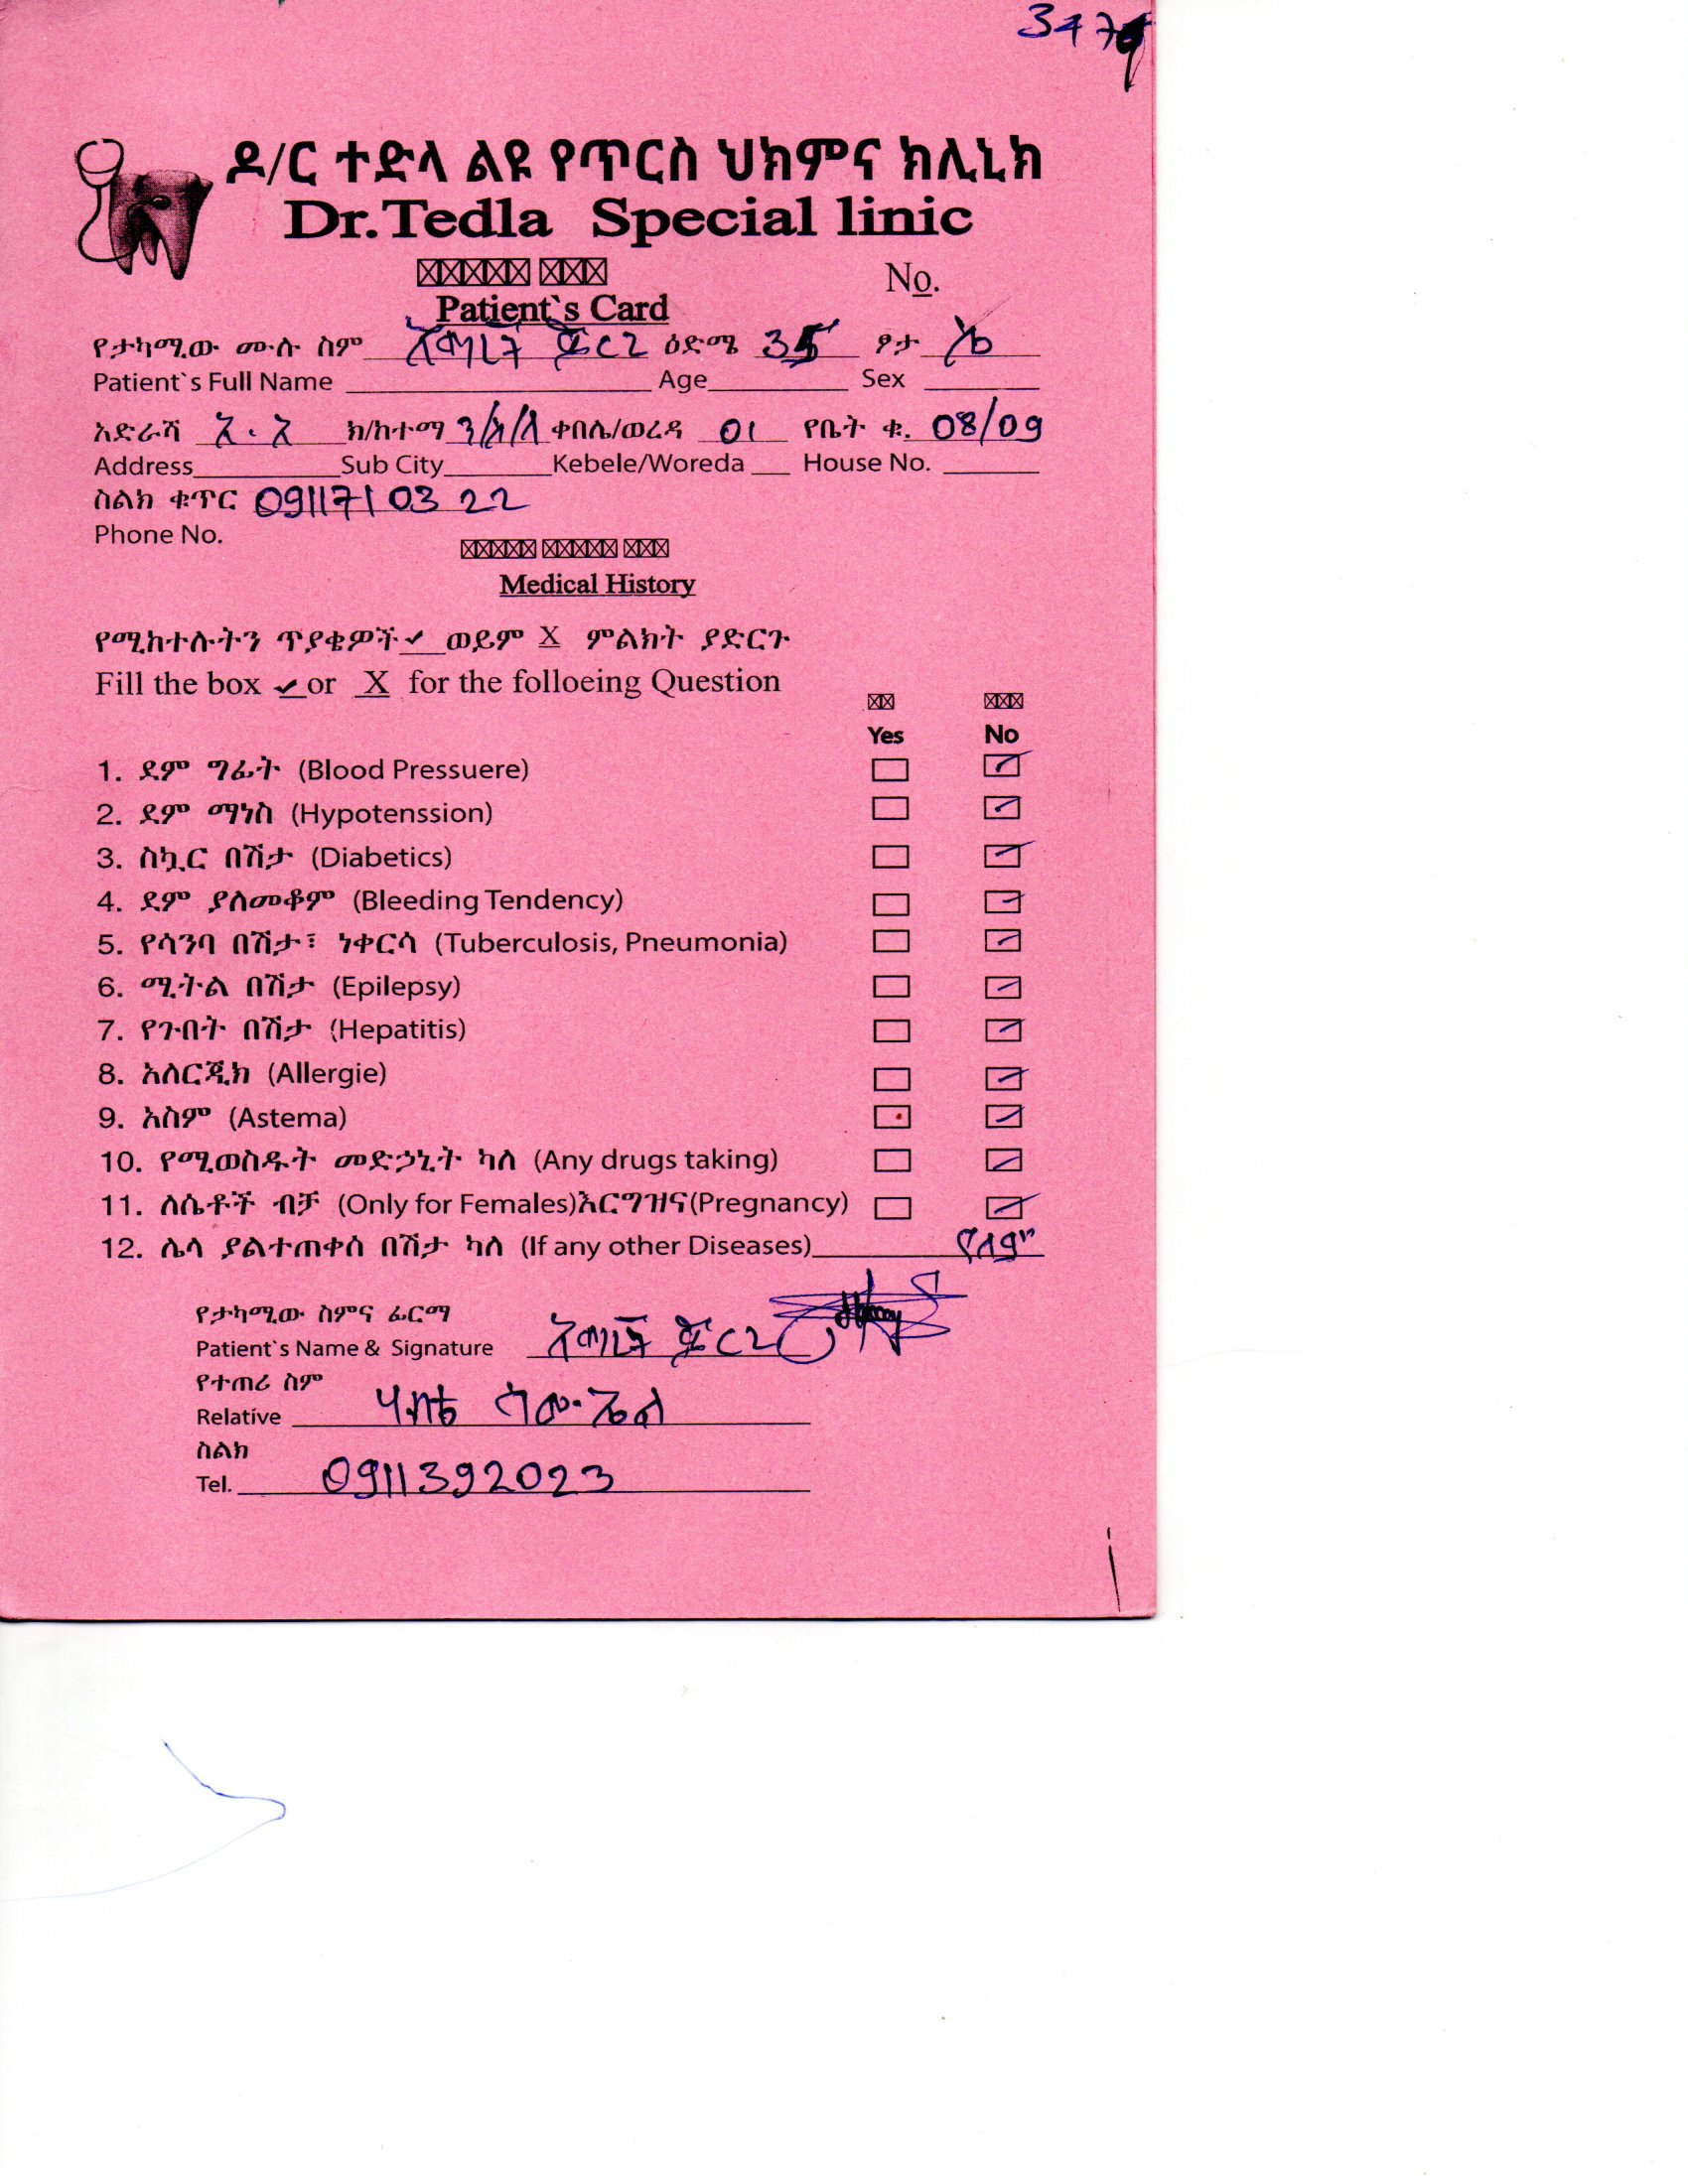 347
ዶ/ር ተድላ ልዩ የጥርስ ህክምና ክሊኒክ
Dr.Tedla Special linic
No.
Patient`s Card
የታካሚው ሙሉ ስም ዕድሜ 35 ፆታ
Patient`s Full Name Age Sex
አድራሻ አ.አ ክ/ከተማ ን/ስ/ላ ቀበሌ/ወረዳ 01 የቤት ቁ. 08/09
Address Sub City Kebele/Woreda House No.
ስልክ ቁጥር 0911710322
Phone No.
Medical History
የሚከተሉትን ጥያቄዎች ✓ ወይም X ምልክት ያድርጉ
Fill the box ✓ or X for the folloeing Question
Yes No
1. ደም ግፊት (Blood Pressuere)
2. ደም ማነስ (Hypotenssion)
3. ስኳር በሽታ (Diabetics)
4. ደም ያለመቆም (Bleeding Tendency)
5. የሳንባ በሽታ፣ ነቀርሳ (Tuberculosis, Pneumonia)
6. ሚትል በሽታ (Epilepsy)
7. የጉበት በሽታ (Hepatitis)
8. አለርጂክ (Allergie)
9. አስም (Astema)
10. የሚወስዱት መድኃኒት ካለ (Any drugs taking)
11. ለሴቶች ብቻ (Only for Females)እርግዝና(Pregnancy)
12. ሌላ ያልተጠቀሰ በሽታ ካለ (If any other Diseases) የለም
የታካሚው ስምና ፊርማ
Patient`s Name & Signature
የተጠሪ ስም
Relative ሳሙኤል
ስልክ
Tel. 0911392023